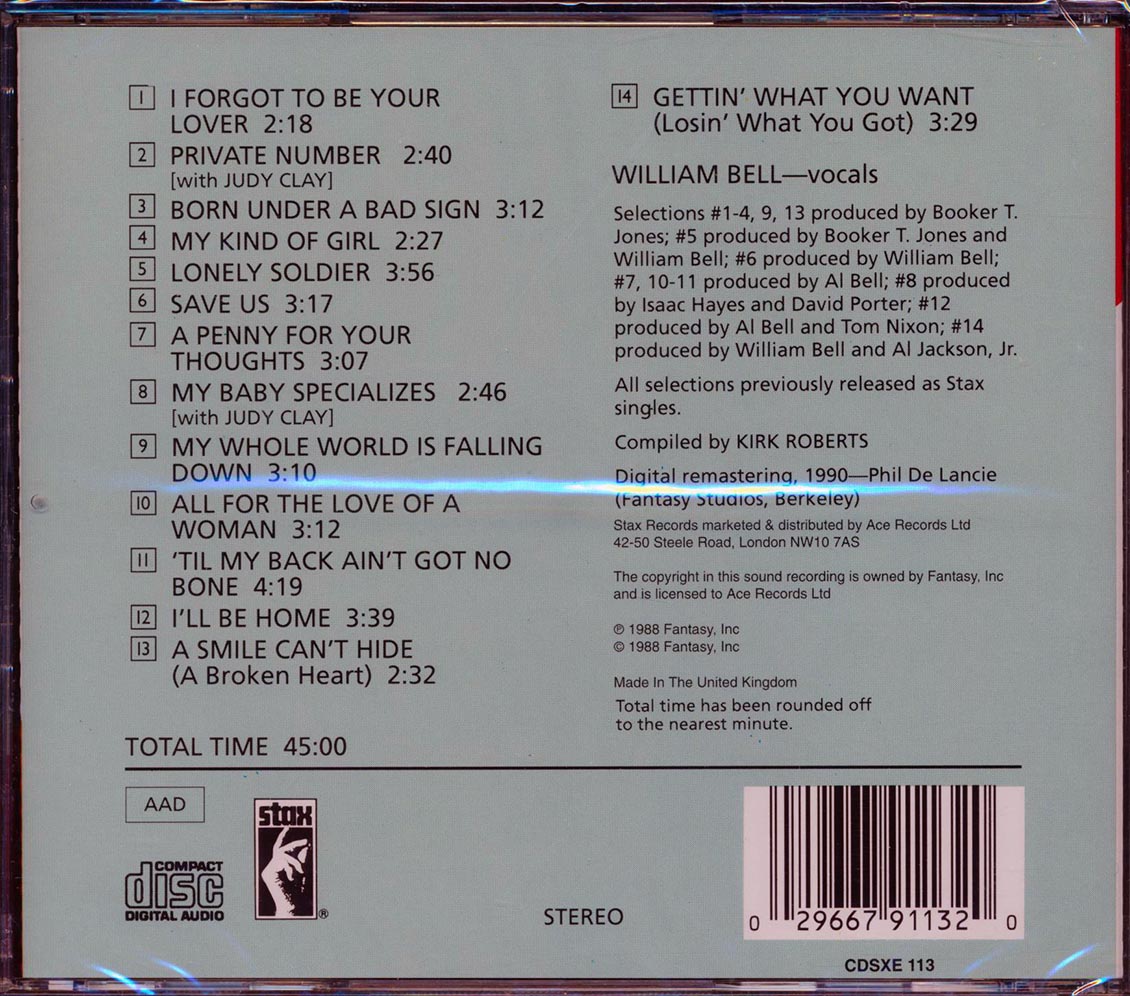 1 I FORGOT TO BE YOUR
LOVER 2:18
2 PRIVATE NUMBER 2:40
[with JUDY CLAY]
3 BORN UNDER A BAD SIGN 3:12
4 MY KIND OF GIRL 2:27
5 LONELY SOLDIER 3:56
6 SAVE US 3:17
7 A PENNY FOR YOUR
THOUGHTS 3:07
8 MY BABY SPECIALIZES 2:46
[with JUDY CLAY]
9 MY WHOLE WORLD IS FALLING
DOWN 3:10
10 ALL FOR THE LOVE OF A
WOMAN 3:12
11 'TIL MY BACK AIN'T GOT NO
BONE 4:19
12 I'LL BE HOME 3:39
13 A SMILE CAN'T HIDE
(A Broken Heart) 2:32
TOTAL TIME 45:00
14 GETTIN' WHAT YOU WANT
(Losin' What You Got) 3:29
WILLIAM BELL—vocals
Selections #1-4, 9, 13 produced by Booker T.
Jones; #5 produced by Booker T. Jones and
William Bell; #6 produced by William Bell;
#7, 10-11 produced by Al Bell; #8 produced
by Isaac Hayes and David Porter; #12
produced by Al Bell and Tom Nixon; #14
produced by William Bell and Al Jackson, Jr.
All selections previously released as Stax
singles.
Compiled by KIRK ROBERTS
Digital remastering, 1990—Phil De Lancie
(Fantasy Studios, Berkeley)
Stax Records marketed & distributed by Ace Records Ltd
42-50 Steele Road, London NW10 7AS
The copyright in this sound recording is owned by Fantasy, Inc
and is licensed to Ace Records Ltd
℗ 1988 Fantasy, Inc
© 1988 Fantasy, Inc
Made In The United Kingdom
Total time has been rounded off
to the nearest minute.
AAD
stax
®
COMPACT
disc
DIGITAL AUDIO
STEREO
0 29667 91132 0
CDSXE 113